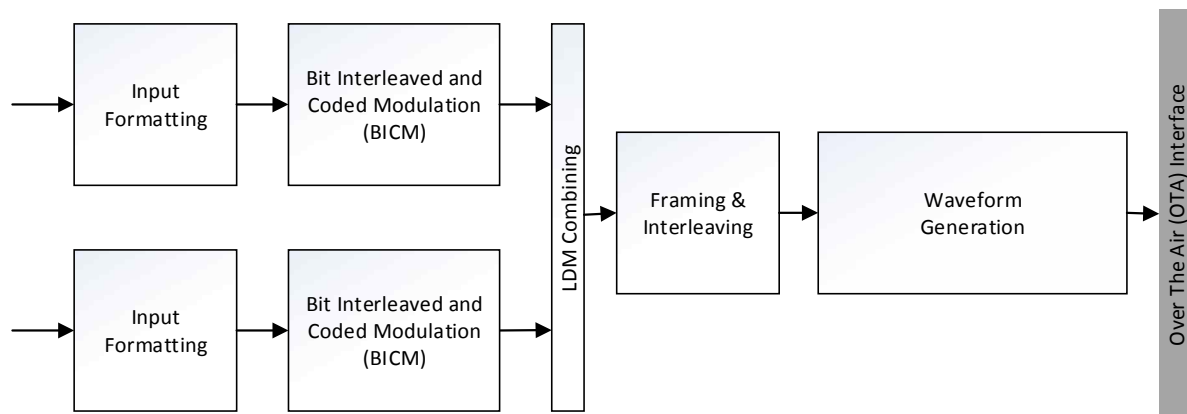 Input
Formatting
Bit Interleaved and
Coded Modulation
(BICM)
Input
Formatting
Bit Interleaved and
Coded Modulation
(BICM)
LDM Combining
Framing &
Interleaving
Waveform
Generation
Over The Air (OTA) Interface